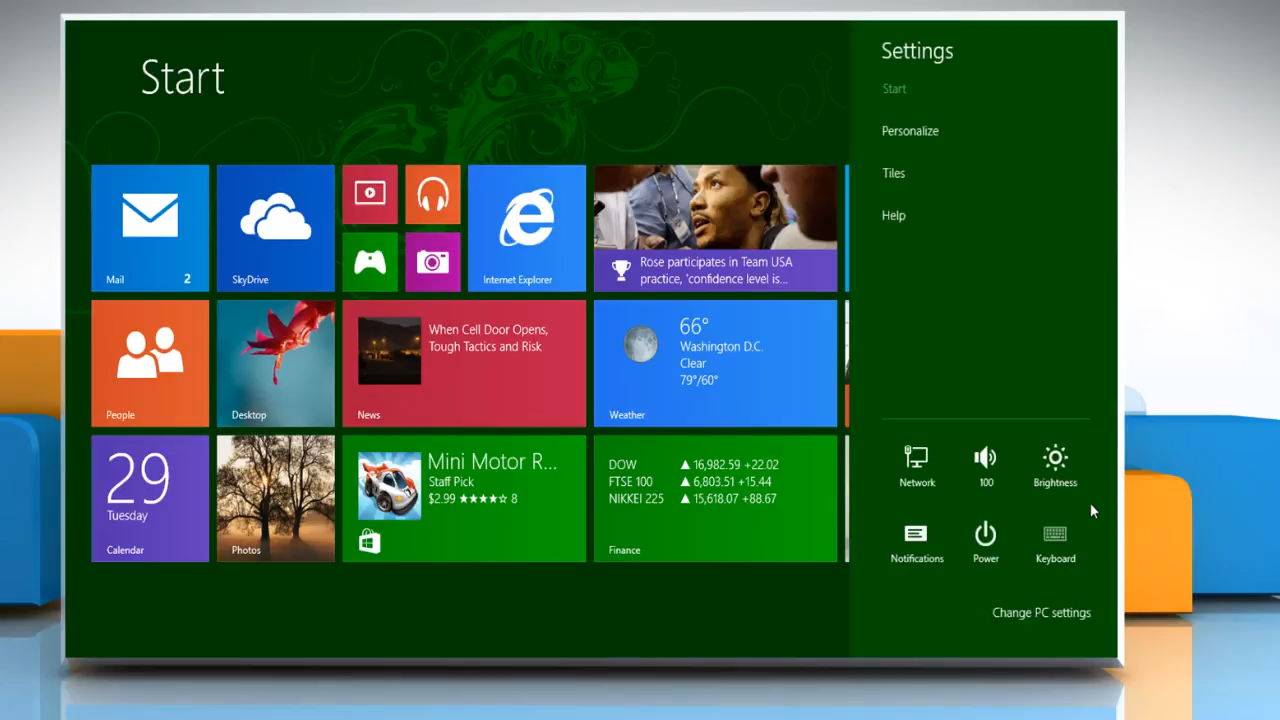 Start
Mail 2
SkyDrive
Internet Explorer
Rose participates in Team USA
practice, 'confidence level is...
People
Desktop
When Cell Door Opens,
Tough Tactics and Risk
News
66°
Washington D.C.
Clear
79°/60°
Weather
29
Tuesday
Calendar
Photos
Mini Motor R...
Staff Pick
$2.99 ★★★★☆ 8
DOW ▲ 16,982.59 +22.02
FTSE 100 ▲ 6,803.51 +15.44
NIKKEI 225 ▲ 15,618.07 +88.67
Finance
Settings
Start
Personalize
Tiles
Help
Network
100
Brightness
Notifications
Power
Keyboard
Change PC settings